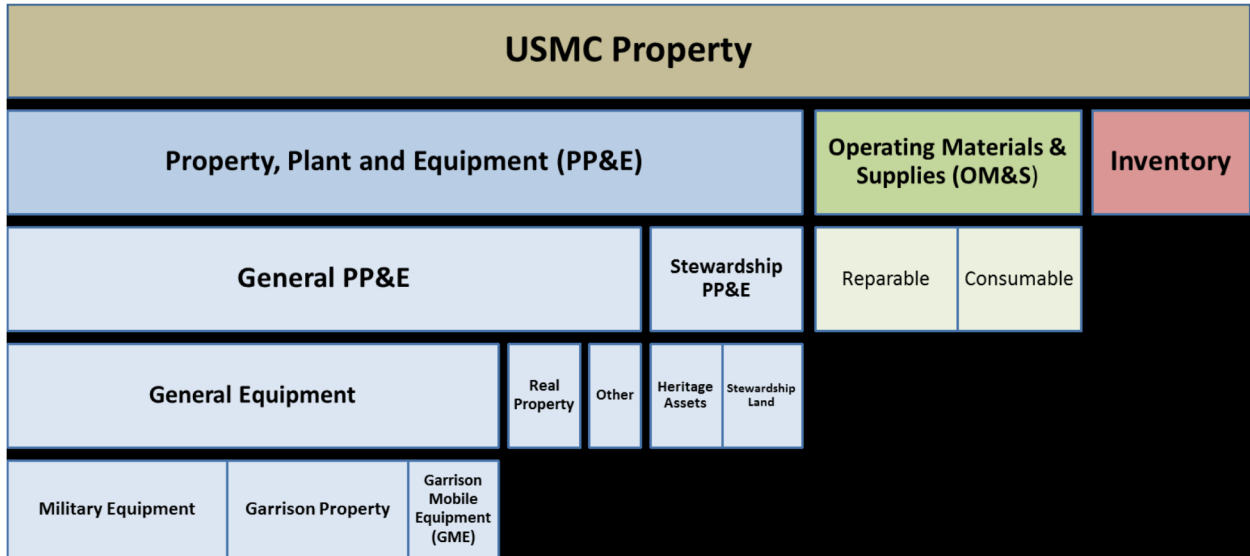 USMC Property
Property, Plant and Equipment (PP&E)
Operating Materials &
Supplies (OM&S)
Inventory
General PP&E
Stewardship
PP&E
Reparable
Consumable
General Equipment
Real
Property
Other
Heritage
Assets
Stewardship
Land
Military Equipment
Garrison Property
Garrison
Mobile
Equipment
(GME)